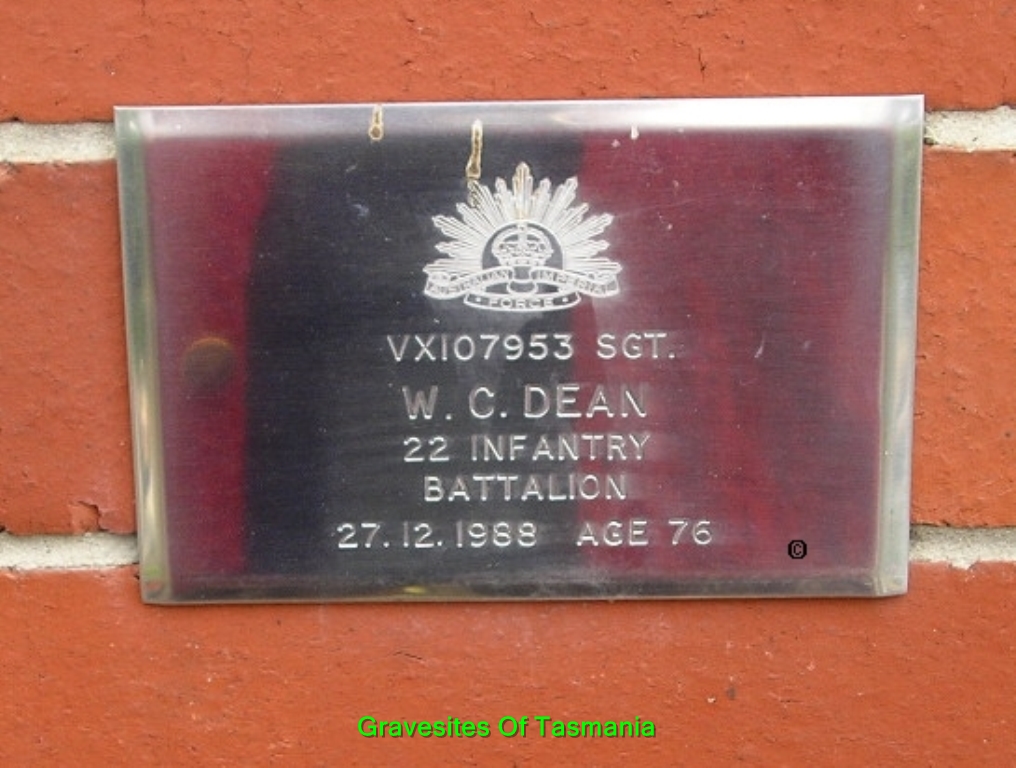 AUSTRALIAN IMPERIAL
FORCE
VX107953 SGT.
W. C. DEAN
22 INFANTRY
BATTALION
27.12.1988 AGE 76
©
Gravesites Of Tasmania